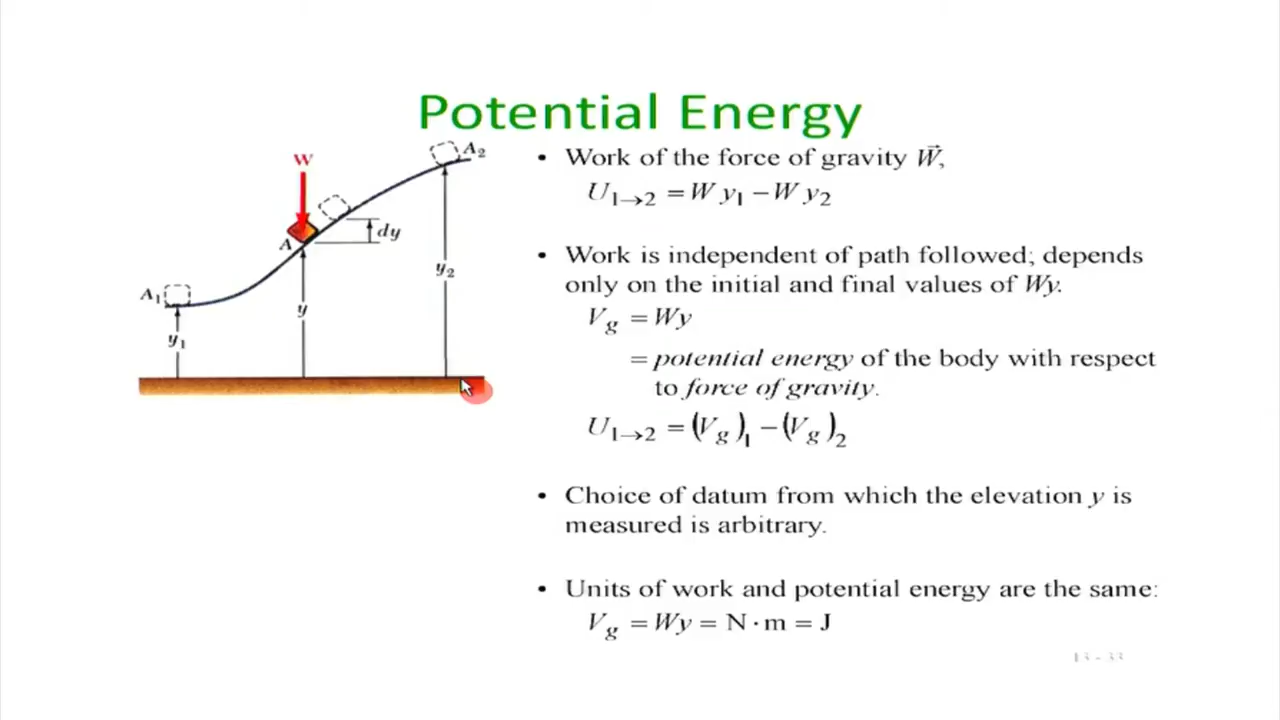 Potential Energy
W
A₂
A
dy
A₁
y₁
y
y₂
• Work of the force of gravity W⃗,
U₁→₂ = W y₁ − W y₂
• Work is independent of path followed; depends
only on the initial and final values of Wy.
V_g = Wy
= potential energy of the body with respect
to force of gravity.
U₁→₂ = (V_g)₁ − (V_g)₂
• Choice of datum from which the elevation y is
measured is arbitrary.
• Units of work and potential energy are the same:
V_g = Wy = N · m = J
13 - 33